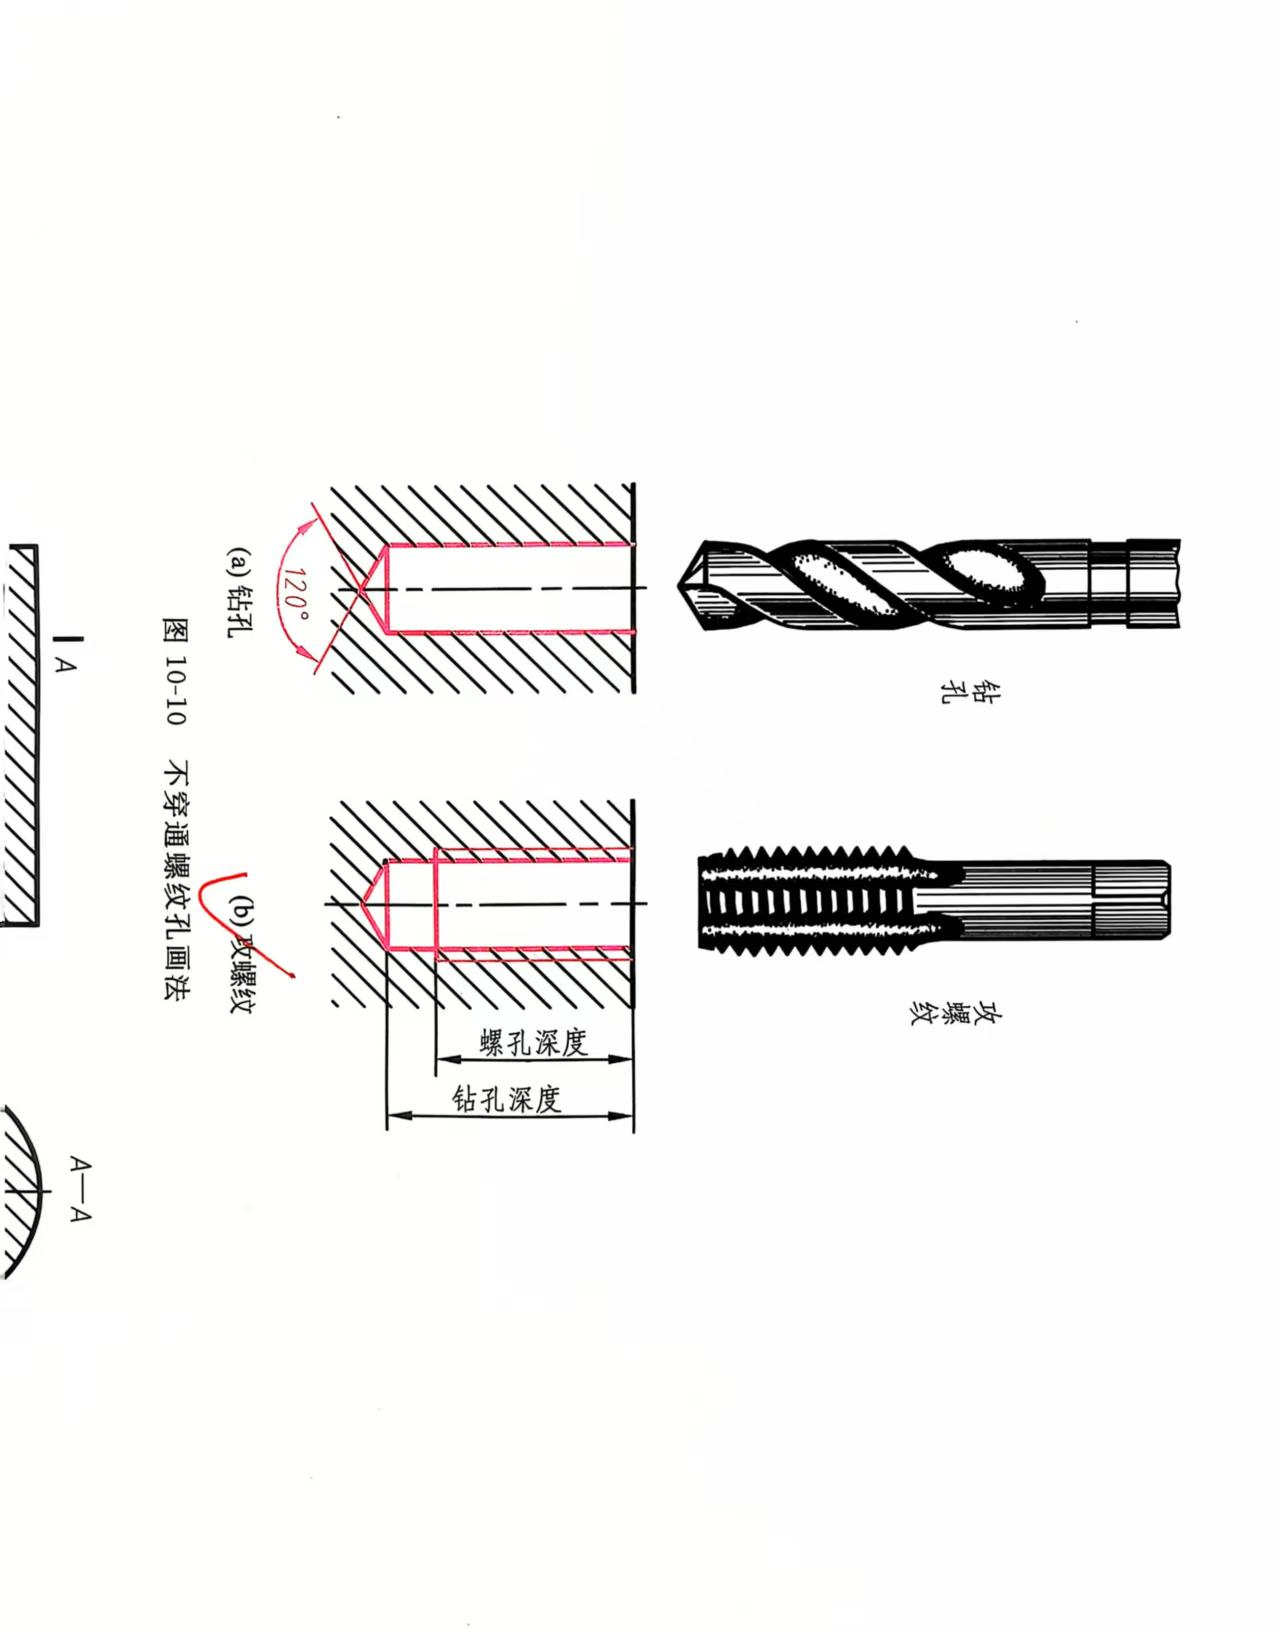 钻孔
攻螺纹
螺孔深度
钻孔深度
120°
(a) 钻孔
(b) 攻螺纹
图 10-10 不穿通螺纹孔画法
A
A—A